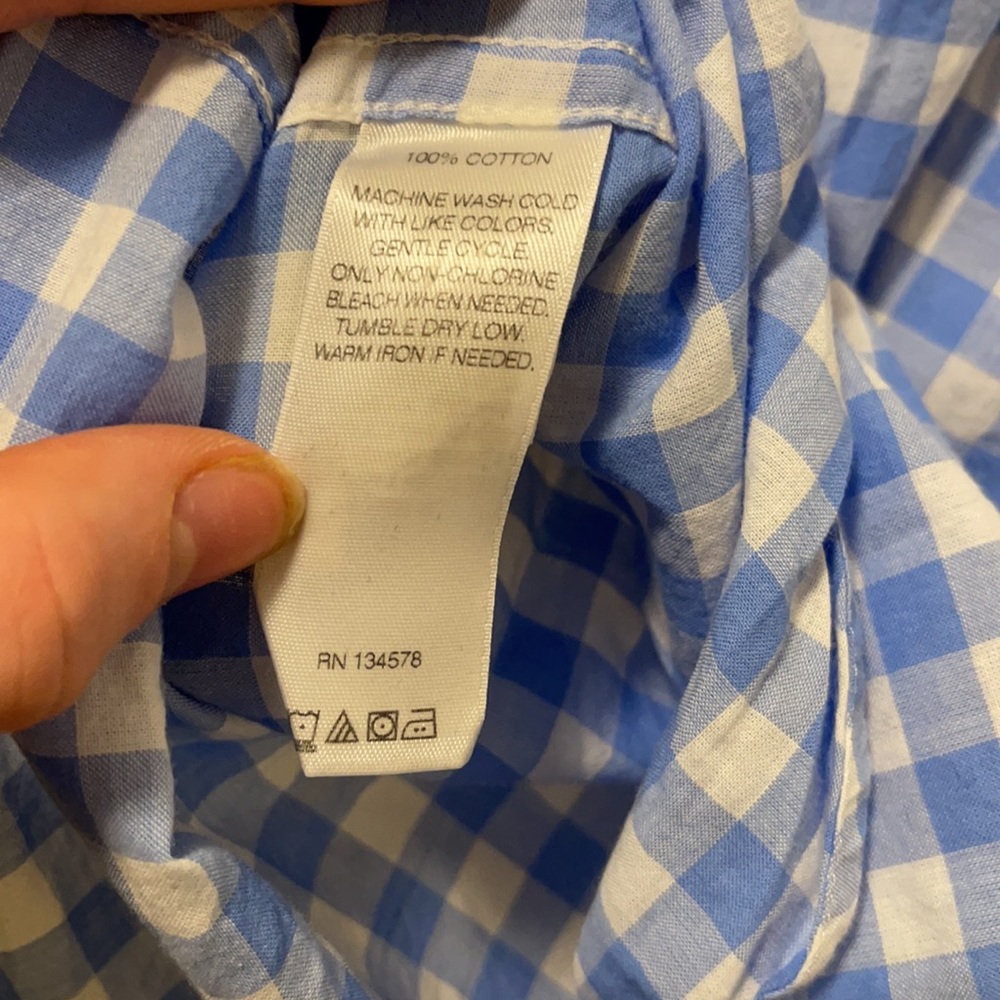 100% COTTON
MACHINE WASH COLD
WITH LIKE COLORS.
GENTLE CYCLE.
ONLY NON-CHLORINE
BLEACH WHEN NEEDED.
TUMBLE DRY LOW.
WARM IRON IF NEEDED.
RN 134578